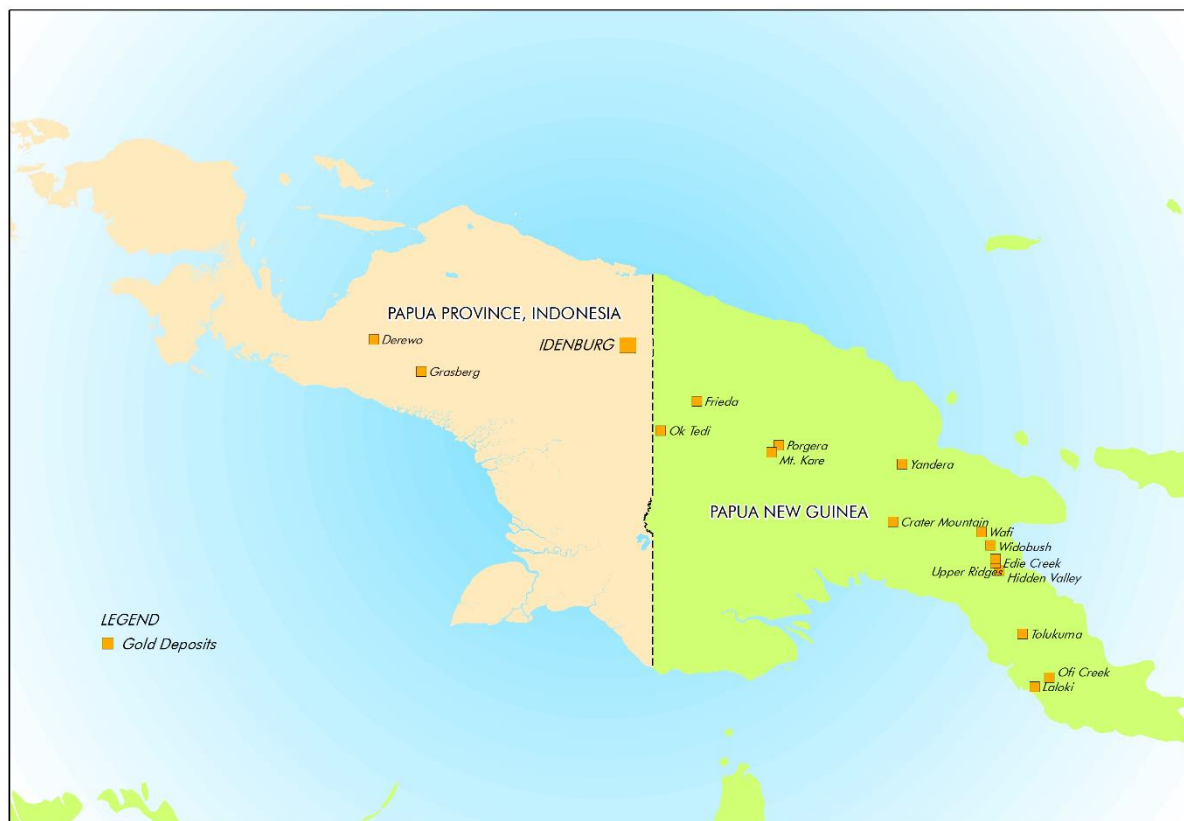 PAPUA PROVINCE, INDONESIA
Derewo
IDENBURG
Grasberg
Frieda
Ok Tedi
Porgera
Mt. Kare
Yandera
PAPUA NEW GUINEA
Crater Mountain
Wafi
Widobush
Edie Creek
Upper Ridges
Hidden Valley
LEGEND
Gold Deposits
Tolukuma
Ofi Creek
Laloki